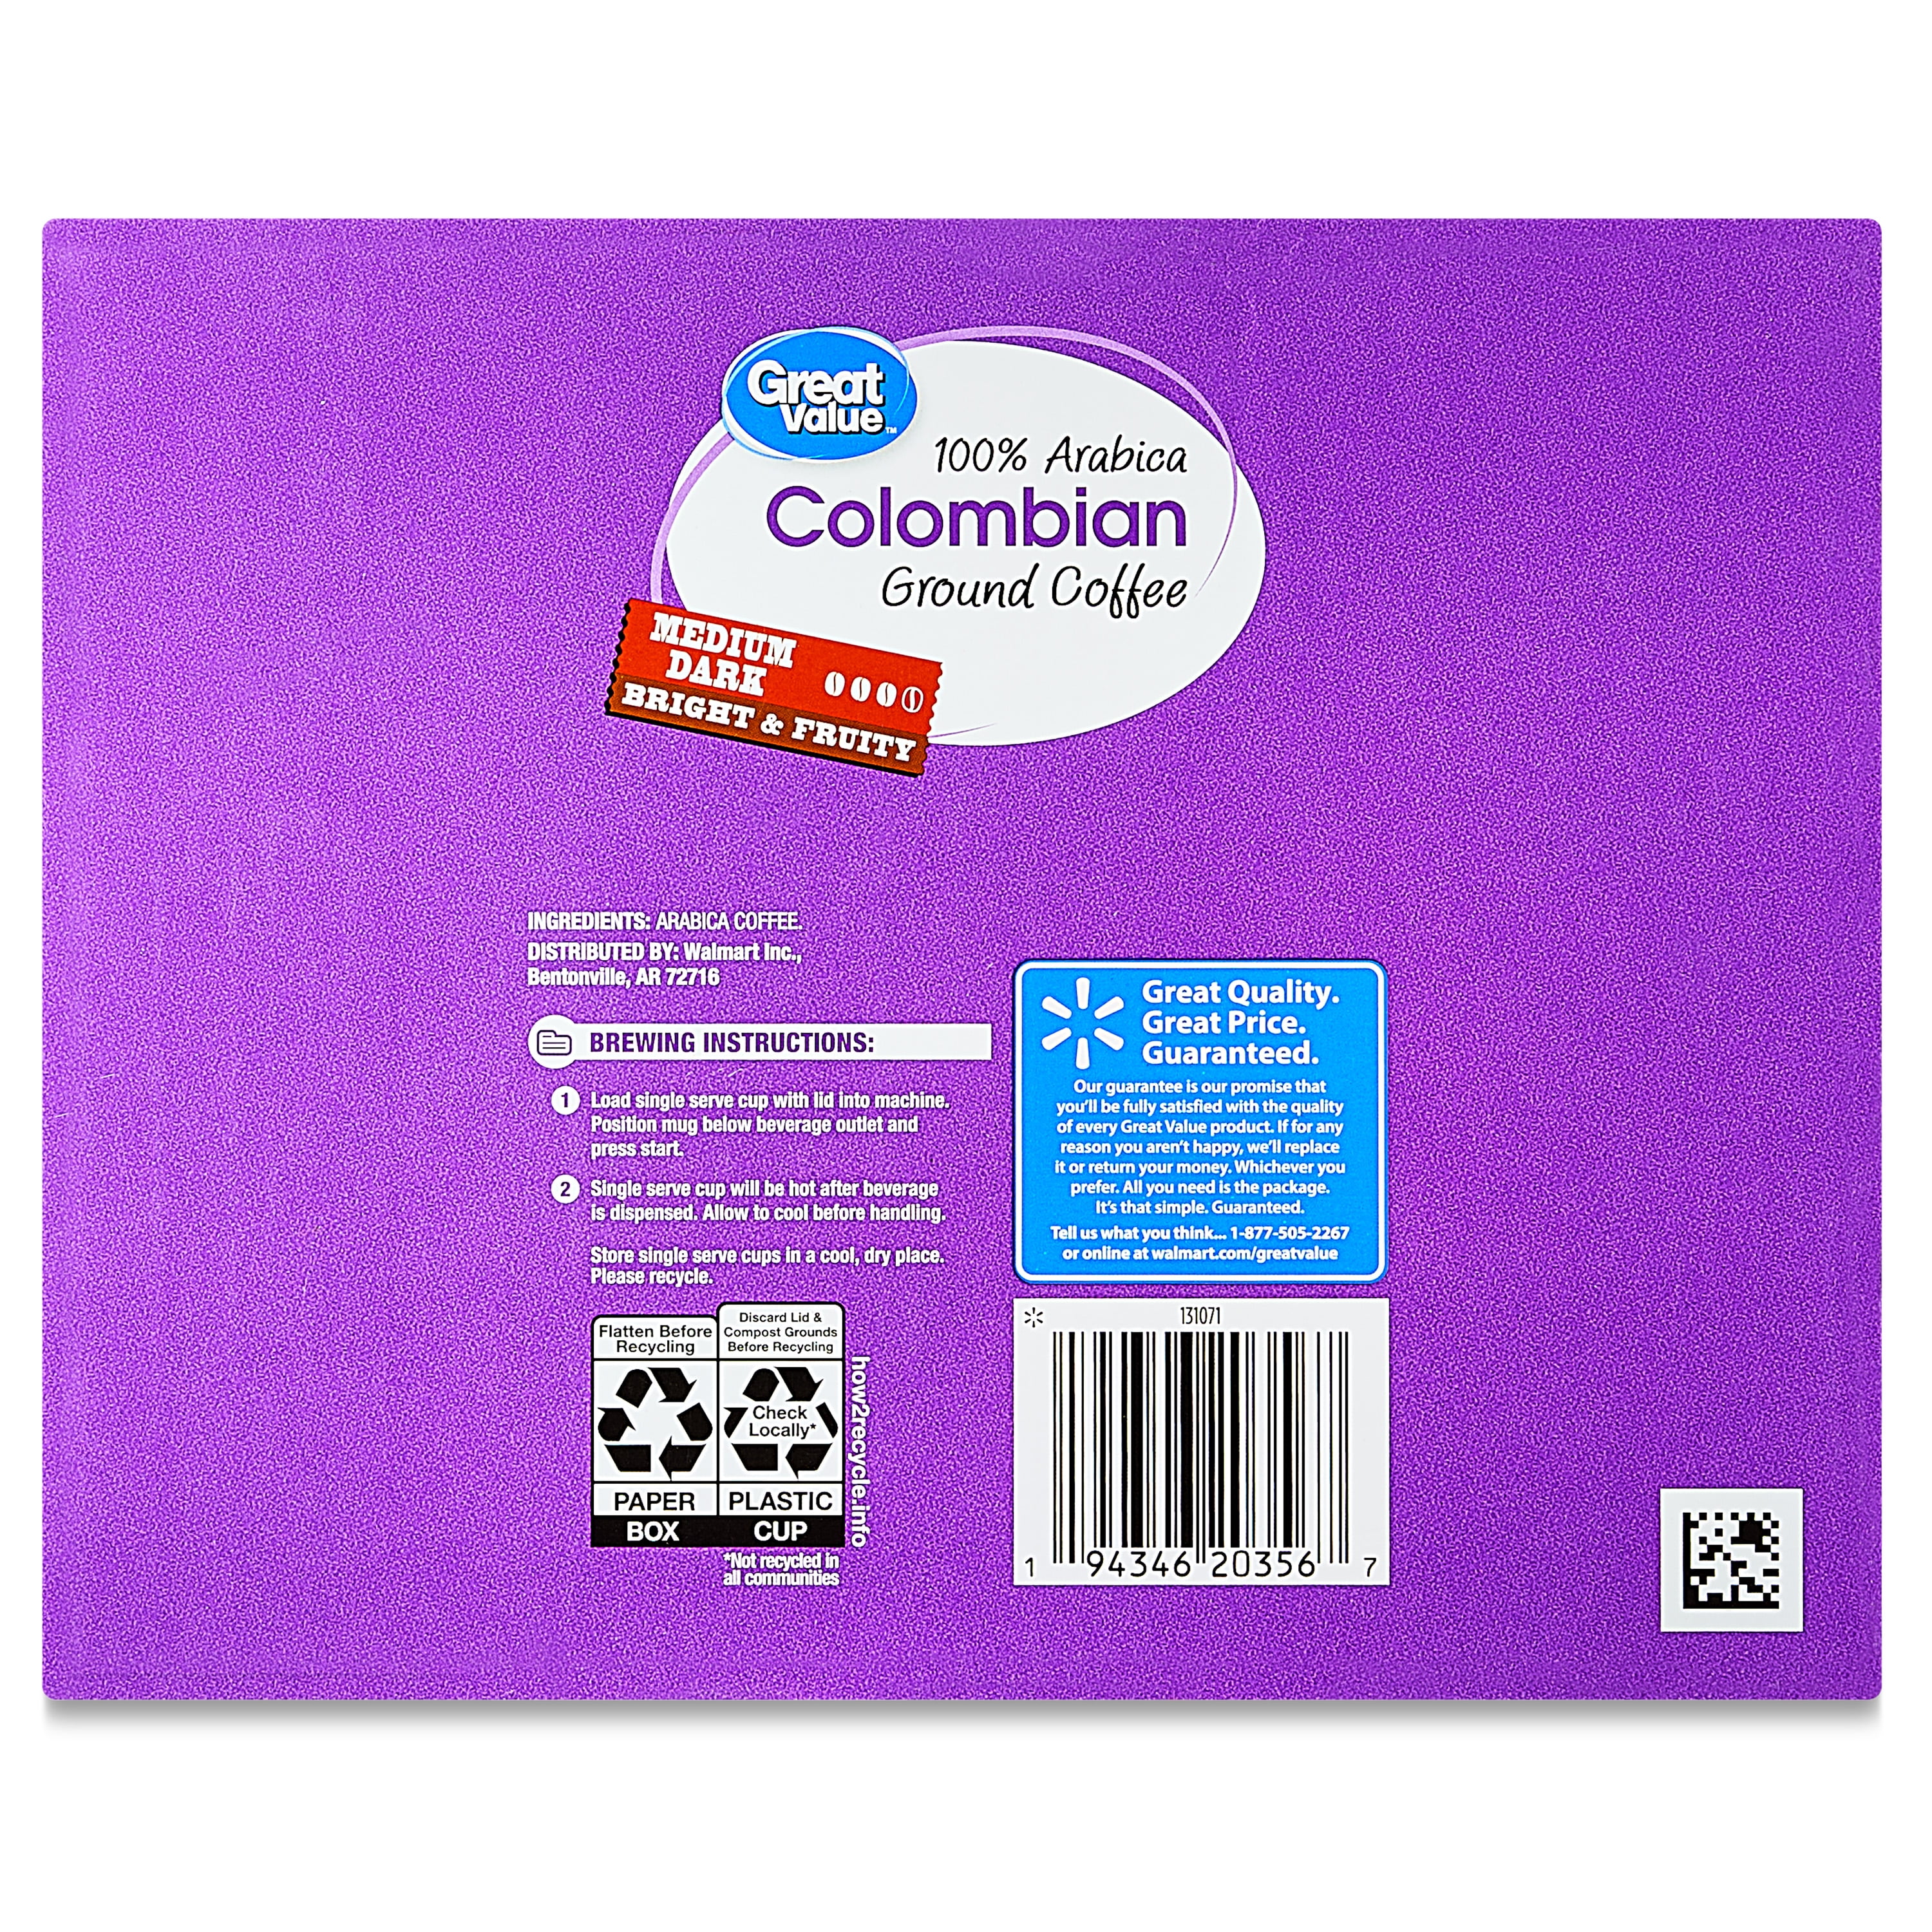 Great
Value™
100% Arabica
Colombian
Ground Coffee
MEDIUM
DARK
BRIGHT & FRUITY
INGREDIENTS: ARABICA COFFEE.
DISTRIBUTED BY: Walmart Inc.,
Bentonville, AR 72716
BREWING INSTRUCTIONS:
1 Load single serve cup with lid into machine.
Position mug below beverage outlet and
press start.
2 Single serve cup will be hot after beverage
is dispensed. Allow to cool before handling.
Store single serve cups in a cool, dry place.
Please recycle.
Flatten Before
Recycling
PAPER
BOX
Discard Lid &
Compost Grounds
Before Recycling
Check
Locally*
PLASTIC
CUP
how2recycle.info
*Not recycled in
all communities
Great Quality.
Great Price.
Guaranteed.
Our guarantee is our promise that
you'll be fully satisfied with the quality
of every Great Value product. If for any
reason you aren't happy, we'll replace
it or return your money. Whichever you
prefer. All you need is the package.
It's that simple. Guaranteed.
Tell us what you think... 1-877-505-2267
or online at walmart.com/greatvalue
131071
1 94346 20356 7